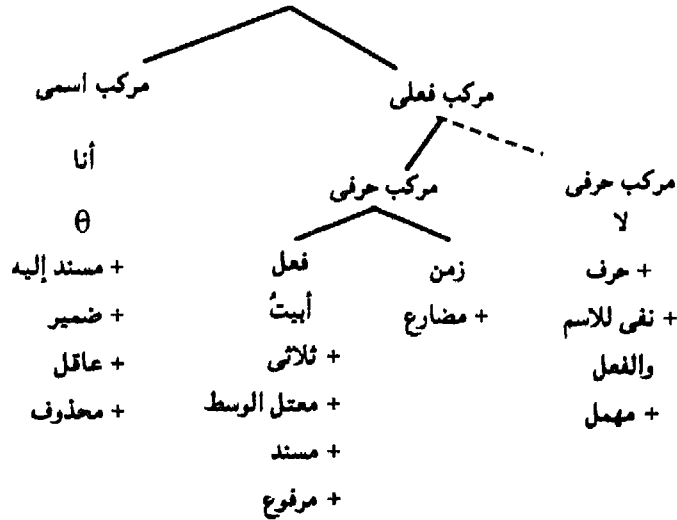 مركب فعلى
مركب اسمى
مركب حرفى
لا
+ حرف
+ نفى للاسم
والفعل
+ مهمل
مركب حرفى
زمن
+ مضارع
فعل
أبيتُ
+ ثلاثى
+ معتل الوسط
+ مسند
+ مرفوع
أنا
θ
+ مسند إليه
+ ضمير
+ عاقل
+ محذوف